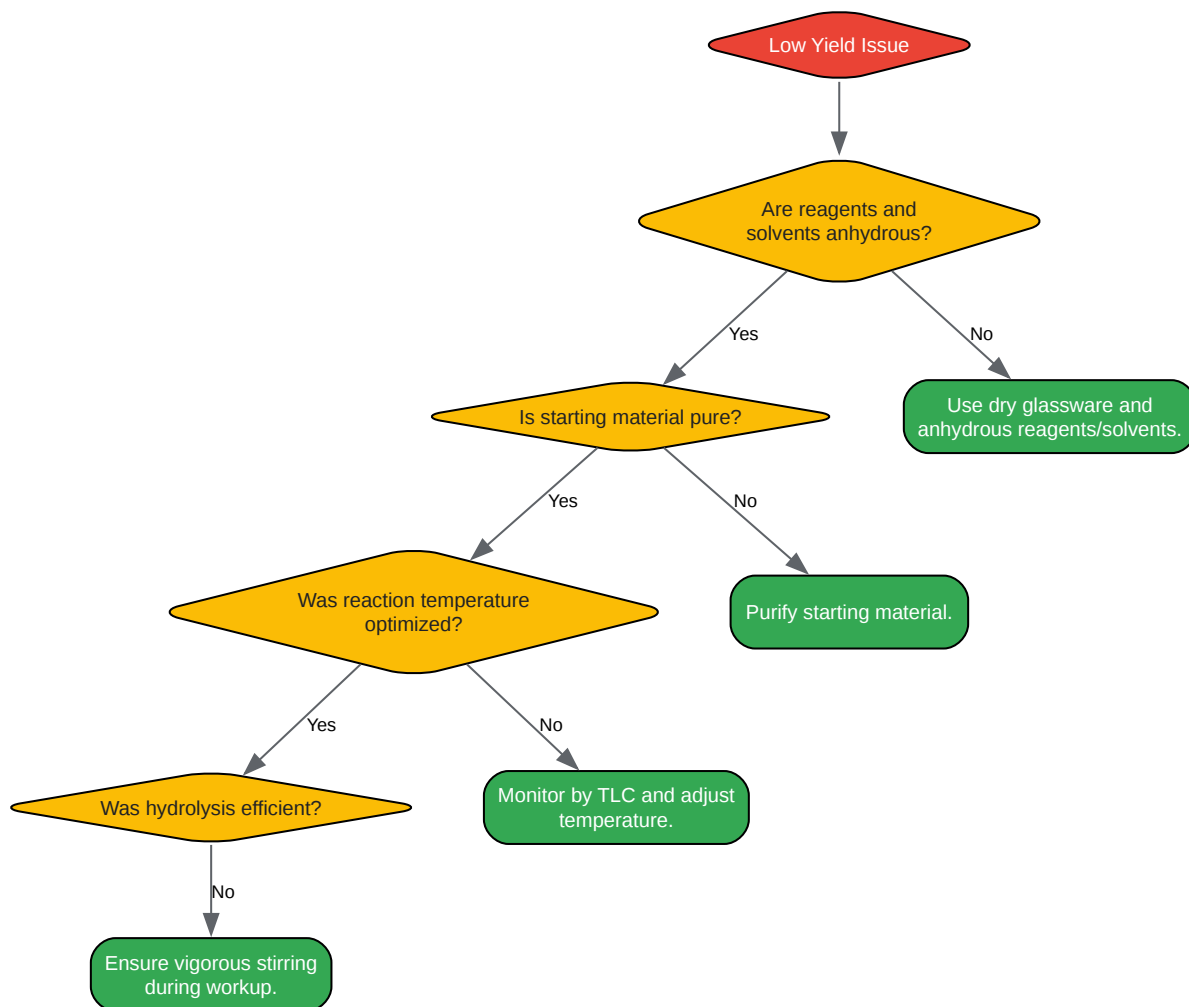 Low Yield Issue
Are reagents and
solvents anhydrous?
Yes
No
Is starting material pure?
Use dry glassware and
anhydrous reagents/solvents.
Yes
No
Was reaction temperature
optimized?
Purify starting material.
Yes
No
Was hydrolysis efficient?
Monitor by TLC and adjust
temperature.
No
Ensure vigorous stirring
during workup.